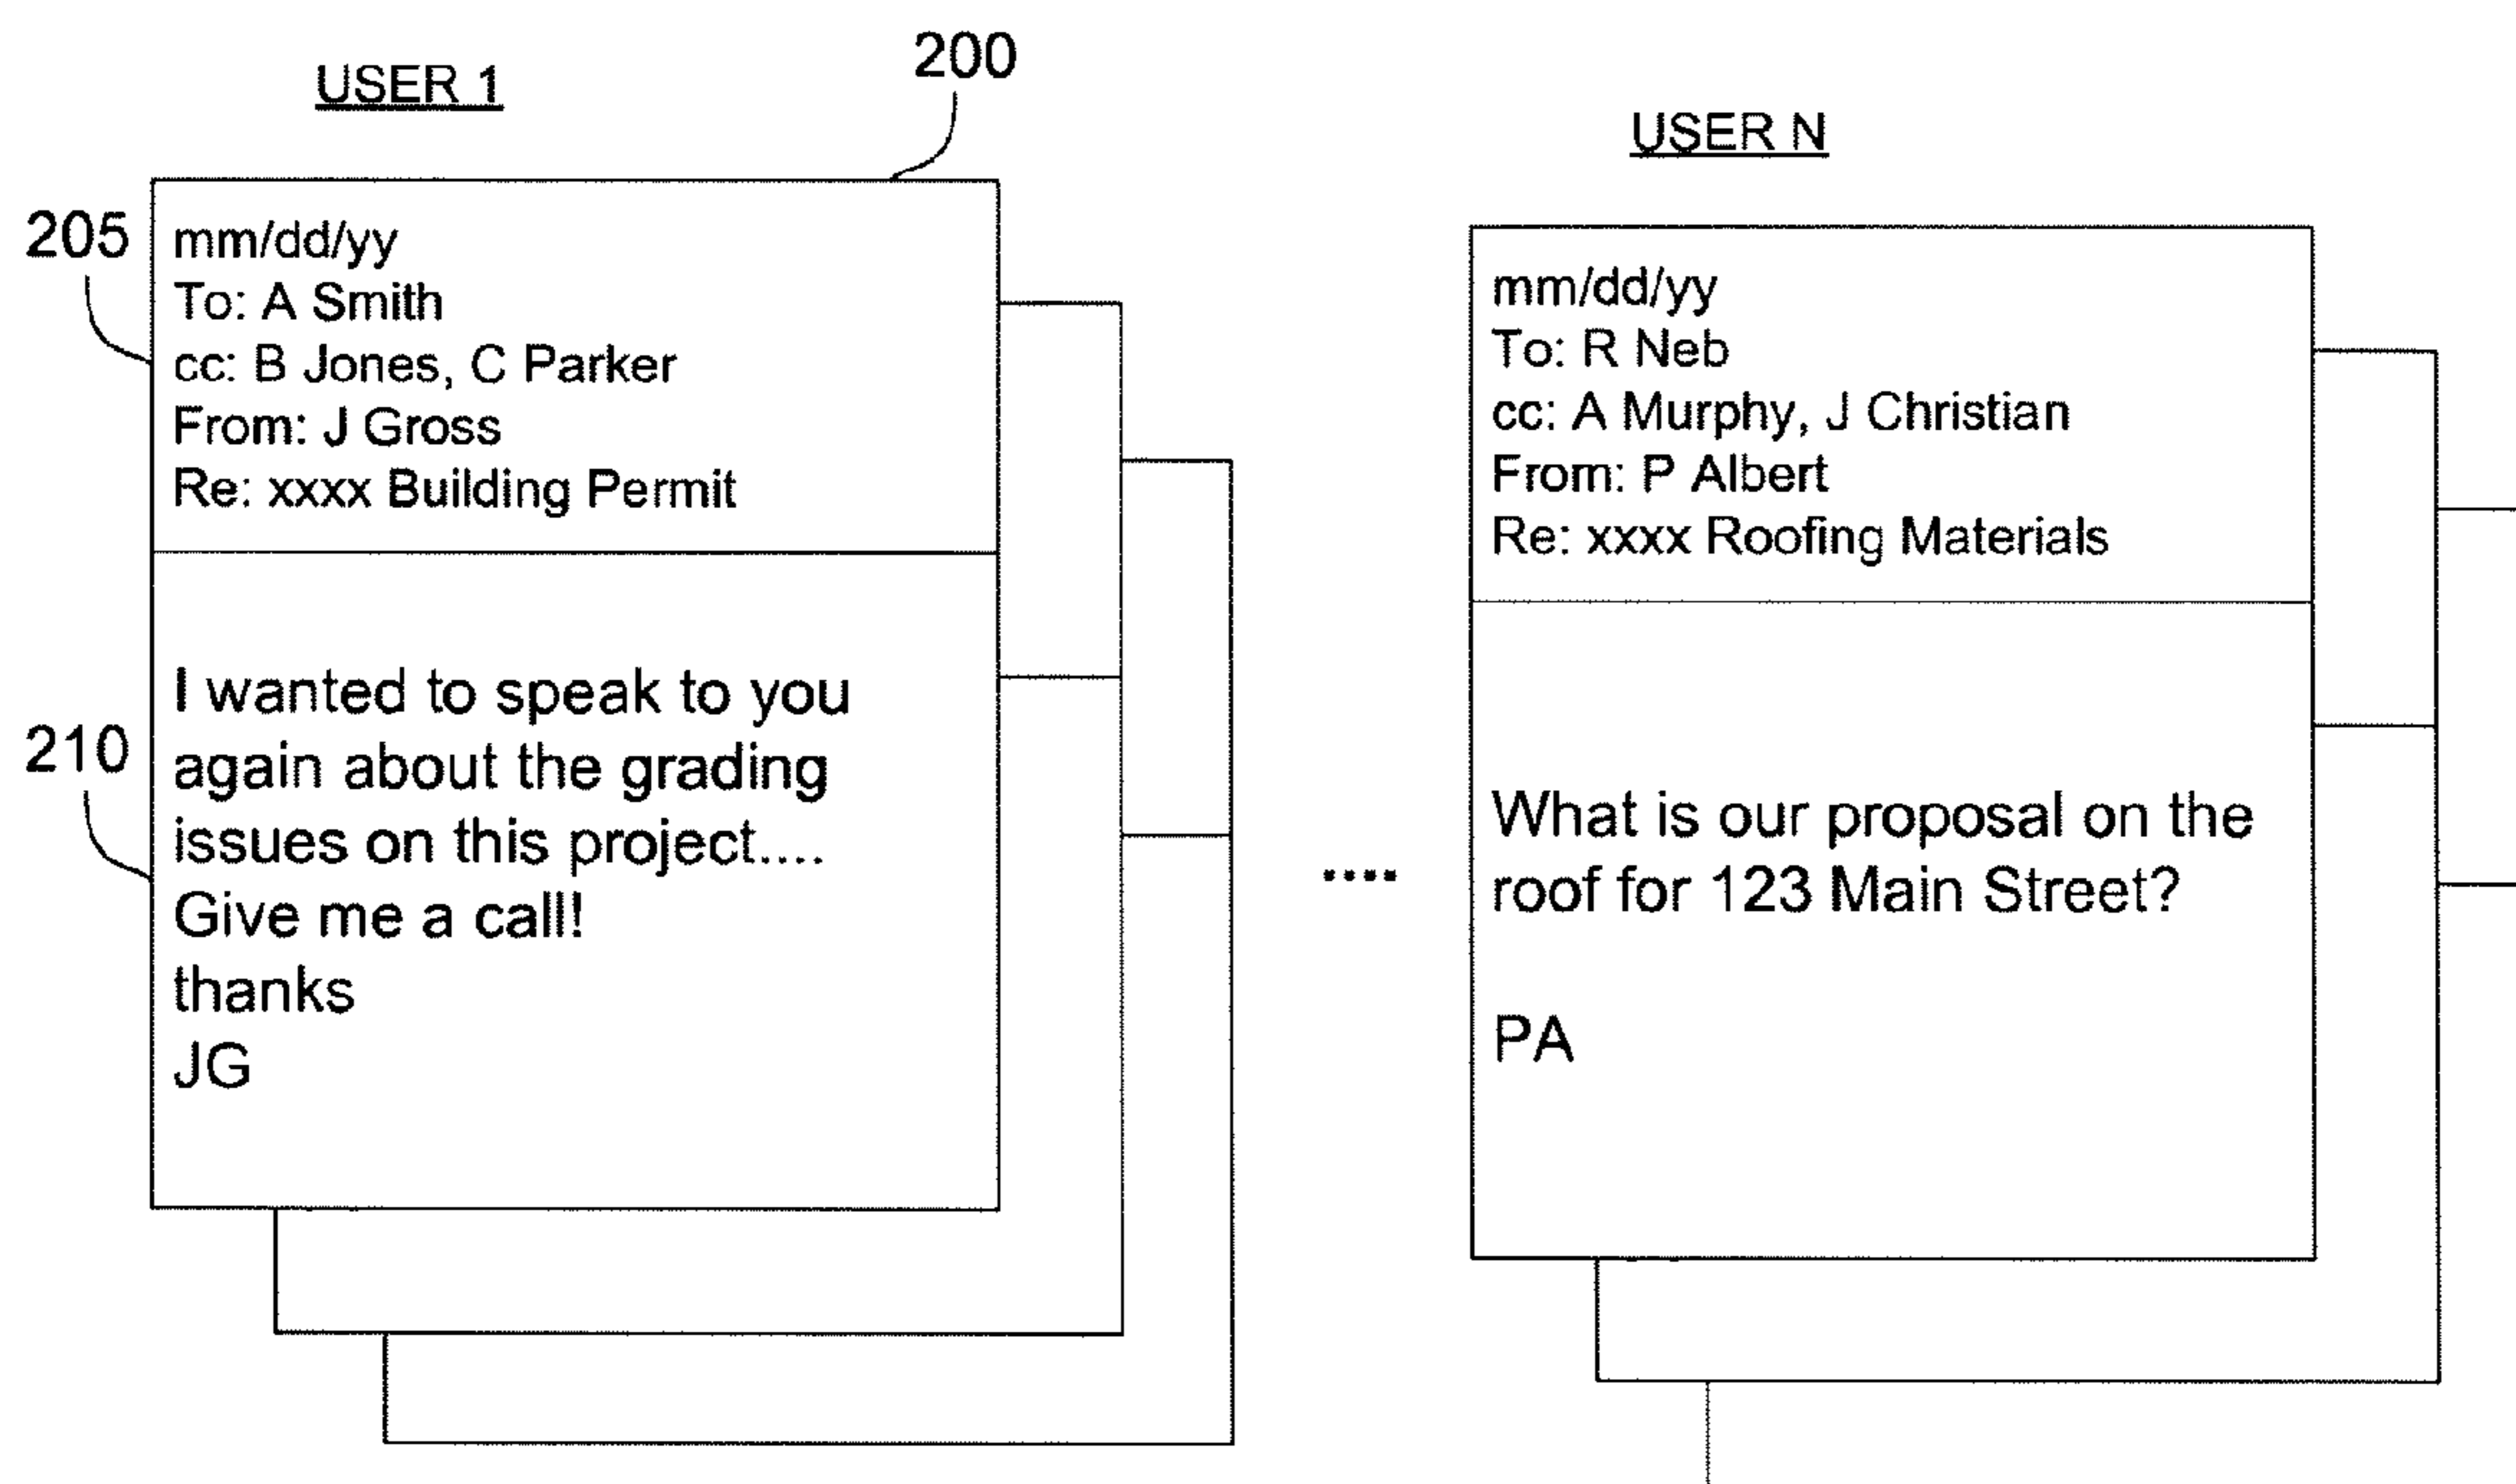 USER 1
200
205
mm/dd/yy
To: A Smith
cc: B Jones, C Parker
From: J Gross
Re: xxxx Building Permit
210
I wanted to speak to you
again about the grading
issues on this project....
Give me a call!
thanks
JG
....
USER N
mm/dd/yy
To: R Neb
cc: A Murphy, J Christian
From: P Albert
Re: xxxx Roofing Materials
What is our proposal on the
roof for 123 Main Street?
PA